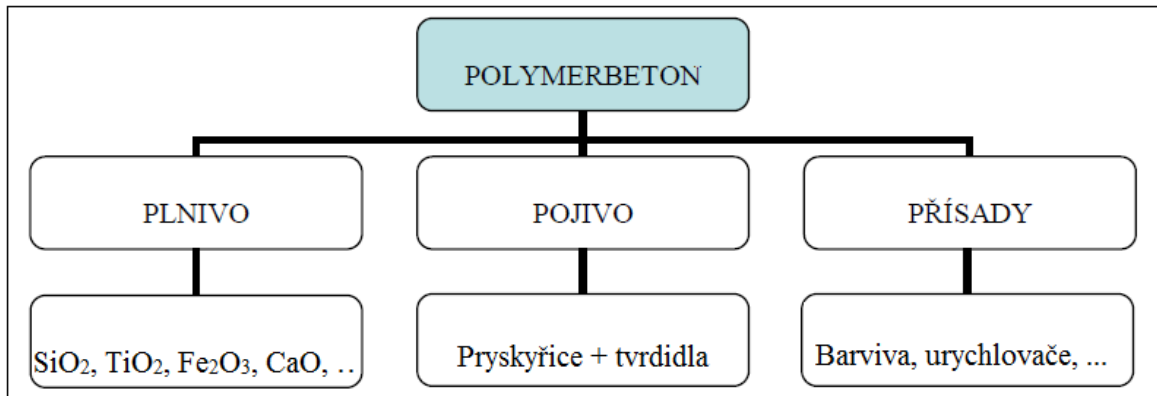 POLYMERBETON
PLNIVO
POJIVO
PŘÍSADY
SiO₂, TiO₂, Fe₂O₃, CaO, ..
Pryskyřice + tvrdidla
Barviva, urychlovače, ...